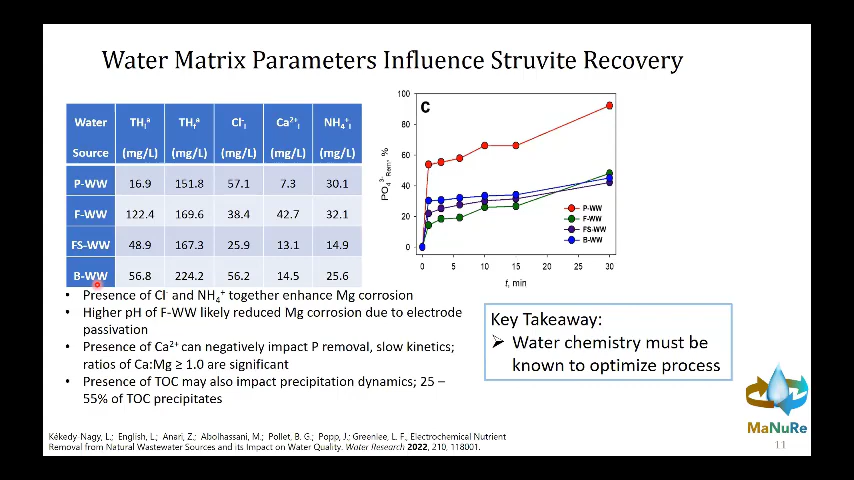 Water Matrix Parameters Influence Struvite Recovery
Water Source THᵢᵃ (mg/L) THfᵃ (mg/L) Cl⁻ᵢ (mg/L) Ca²⁺ᵢ (mg/L) NH₄⁺ᵢ (mg/L)
P-WW 16.9 151.8 57.1 7.3 30.1
F-WW 122.4 169.6 38.4 42.7 32.1
FS-WW 48.9 167.3 25.9 13.1 14.9
B-WW 56.8 224.2 56.2 14.5 25.6
c
PO₄³⁻ Rem, %
100
80
60
40
20
0
P-WW
F-WW
FS-WW
B-WW
0 5 10 15 20 25 30
t, min
• Presence of Cl⁻ and NH₄⁺ together enhance Mg corrosion
• Higher pH of F-WW likely reduced Mg corrosion due to electrode
passivation
• Presence of Ca²⁺ can negatively impact P removal, slow kinetics;
ratios of Ca:Mg ≥ 1.0 are significant
• Presence of TOC may also impact precipitation dynamics; 25 –
55% of TOC precipitates
Key Takeaway:
➢ Water chemistry must be
known to optimize process
Kékedy-Nagy, L.; English, L.; Anari, Z.; Abolhassani, M.; Pollet, B. G.; Popp, J.; Greenlee, L. F., Electrochemical Nutrient
Removal from Natural Wastewater Sources and its Impact on Water Quality. Water Research 2022, 210, 118001.
MaNuRe
11